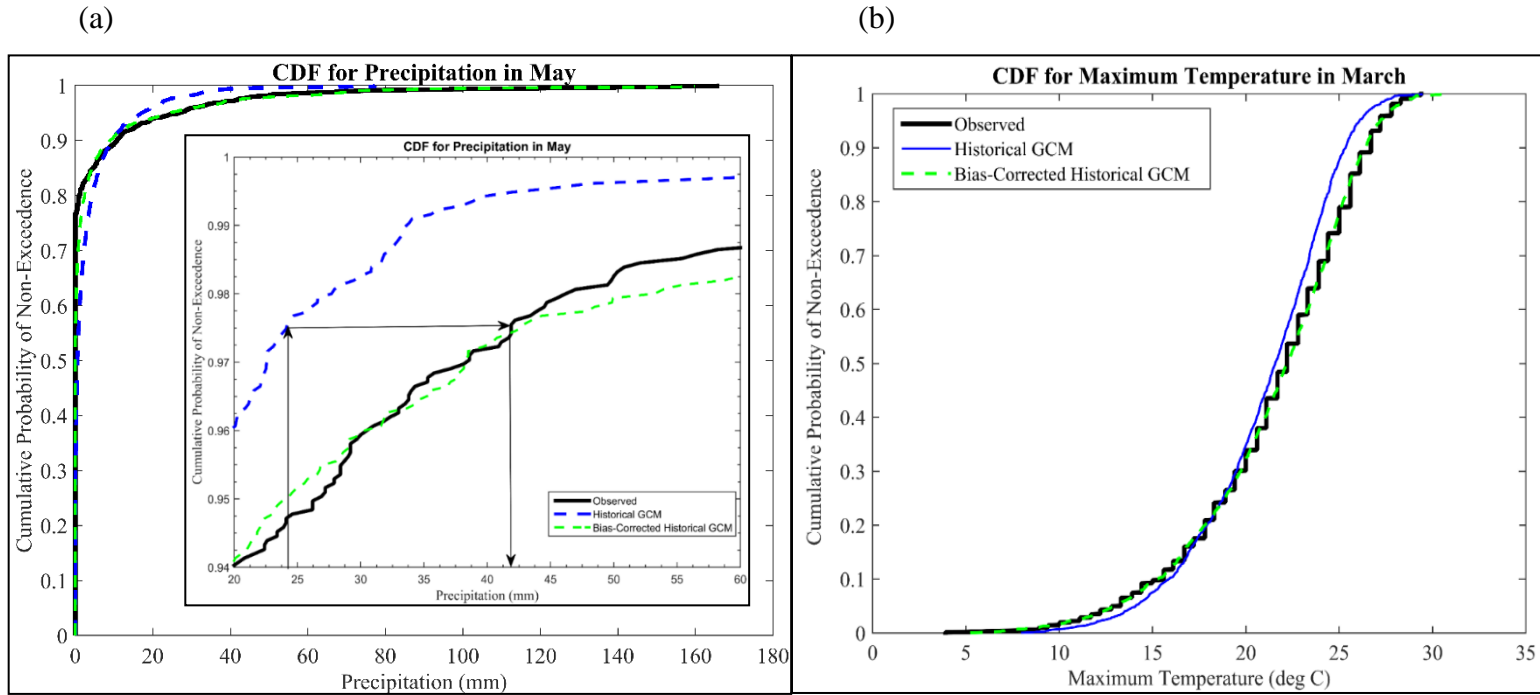 (a)
(b)
CDF for Precipitation in May
Cumulative Probability of Non-Exceedence
1
0.9
0.8
0.7
0.6
0.5
0.4
0.3
0.2
0.1
0
0 20 40 60 80 100 120 140 160 180
Precipitation (mm)
CDF for Precipitation in May
Cumulative Probability of Non-Exceedence
1
0.99
0.98
0.97
0.96
0.95
0.94
20 25 30 35 40 45 50 55 60
Precipitation (mm)
Observed
Historical GCM
Bias-Corrected Historical GCM
CDF for Maximum Temperature in March
Cumulative Probability of Non-Exceedence
1
0.9
0.8
0.7
0.6
0.5
0.4
0.3
0.2
0.1
0
0 5 10 15 20 25 30 35
Maximum Temperature (deg C)
Observed
Historical GCM
Bias-Corrected Historical GCM